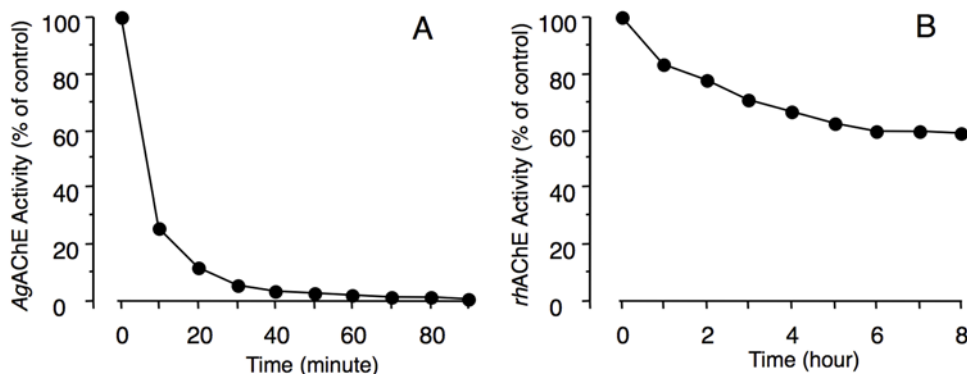 A
AgAChE Activity (% of control)
100
80
60
40
20
0
0 20 40 60 80
Time (minute)
B
rhAChE Activity (% of control)
100
80
60
40
20
0
0 2 4 6 8
Time (hour)